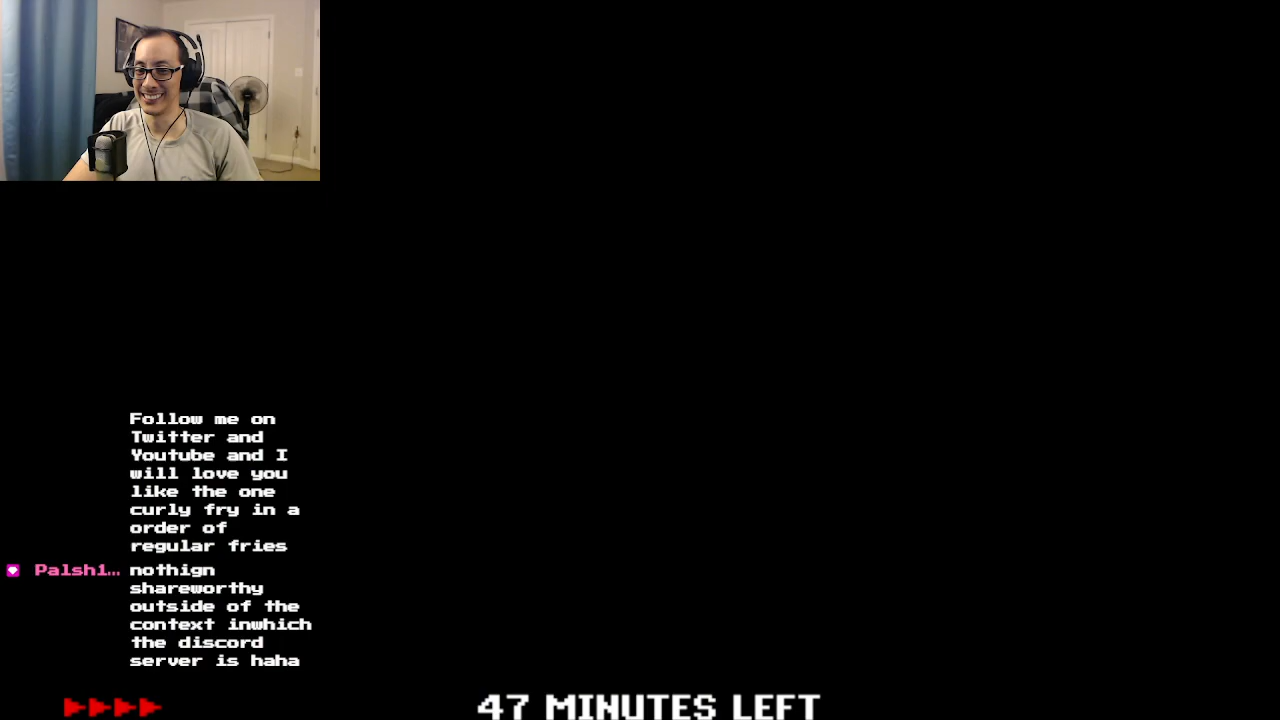 Follow me on
Twitter and
Youtube and I
will love you
like the one
curly fry in a
order of
regular fries
Palsh1... nothign
shareworthy
outside of the
context inwhich
the discord
server is haha
47 MINUTES LEFT